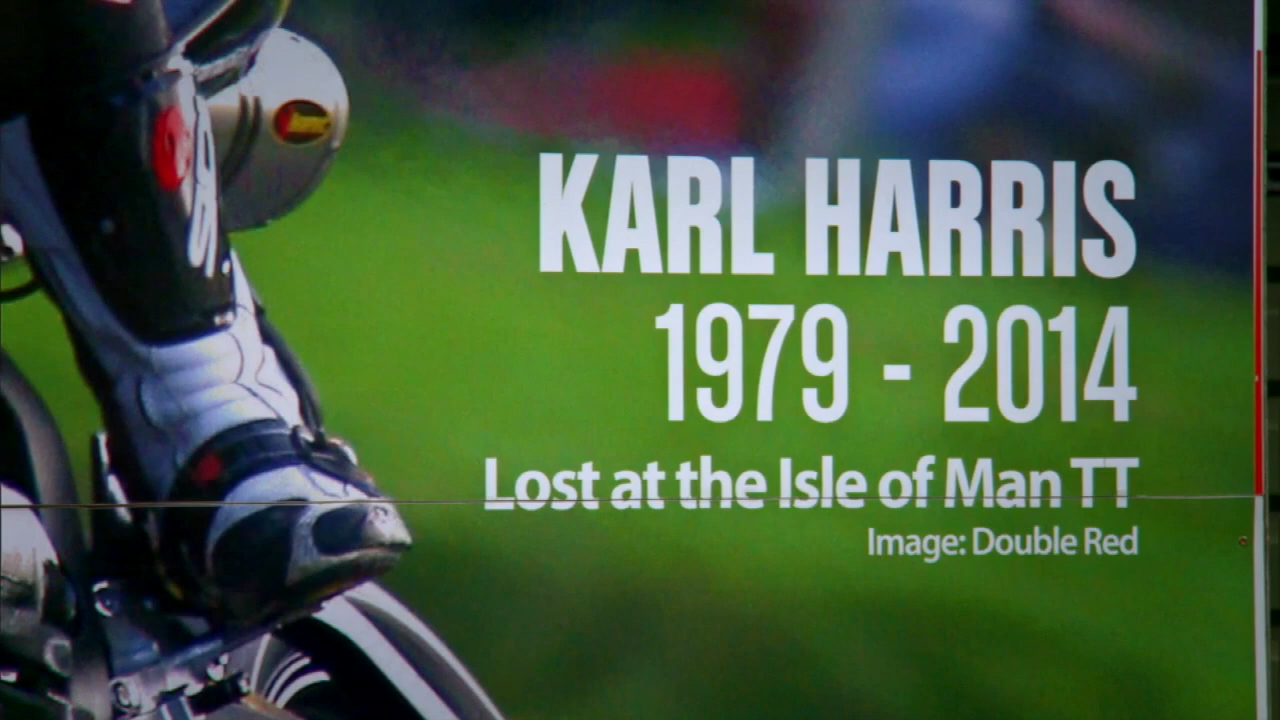 KARL HARRIS
1979 - 2014
Lost at the Isle of Man TT
Image: Double Red